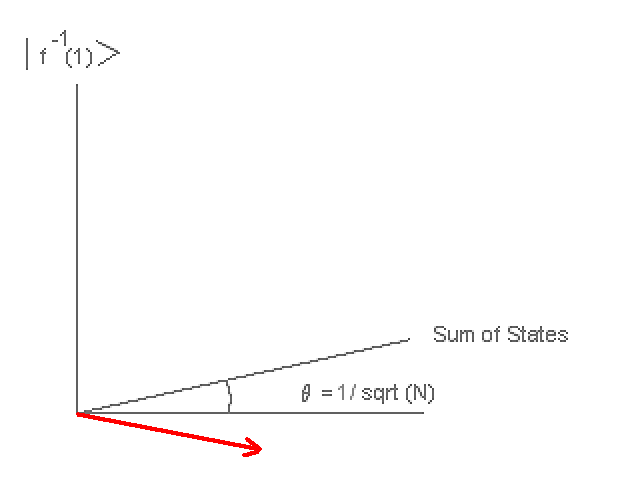 | f⁻¹(1) >
Sum of States
θ = 1/ sqrt (N)